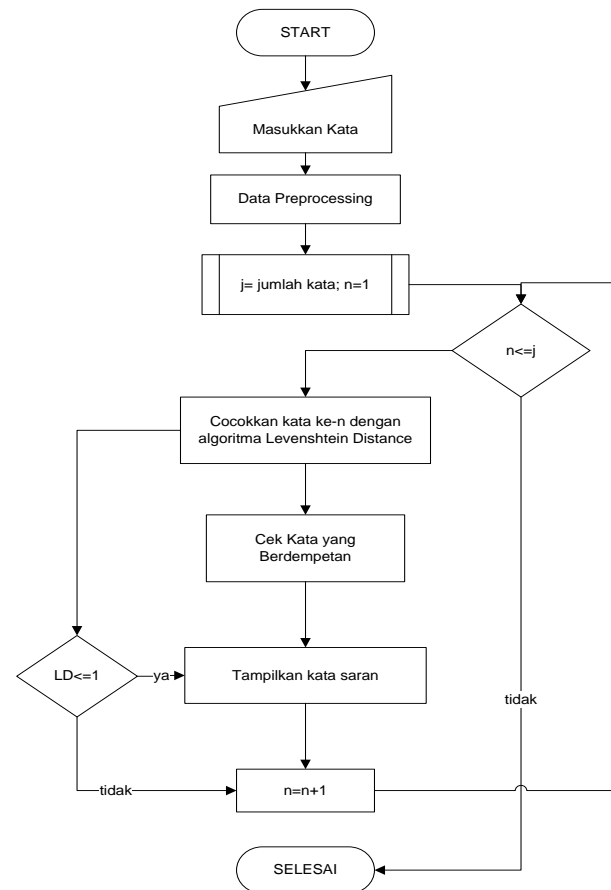 START
Masukkan Kata
Data Preprocessing
j= jumlah kata; n=1
n<=j
Cocokkan kata ke-n dengan
algoritma Levenshtein Distance
Cek Kata yang
Berdempetan
LD<=1
ya
Tampilkan kata saran
tidak
tidak
n=n+1
SELESAI